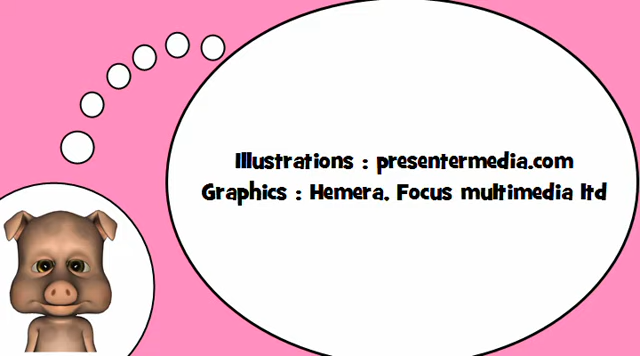 Illustrations : presentermedia.com
Graphics : Hemera. Focus multimedia ltd